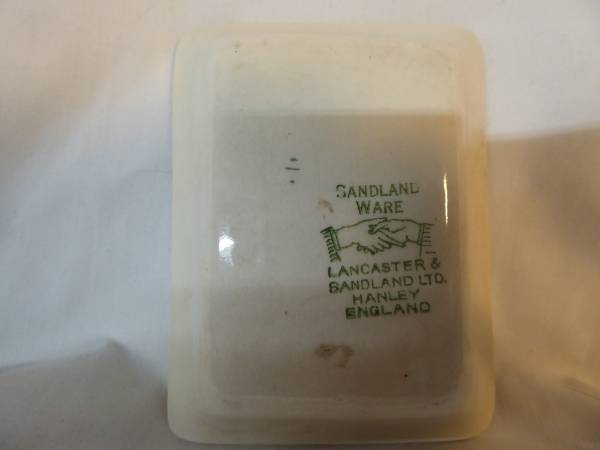 SANDLAND
WARE
LANCASTER &
SANDLAND LTD.
HANLEY
ENGLAND